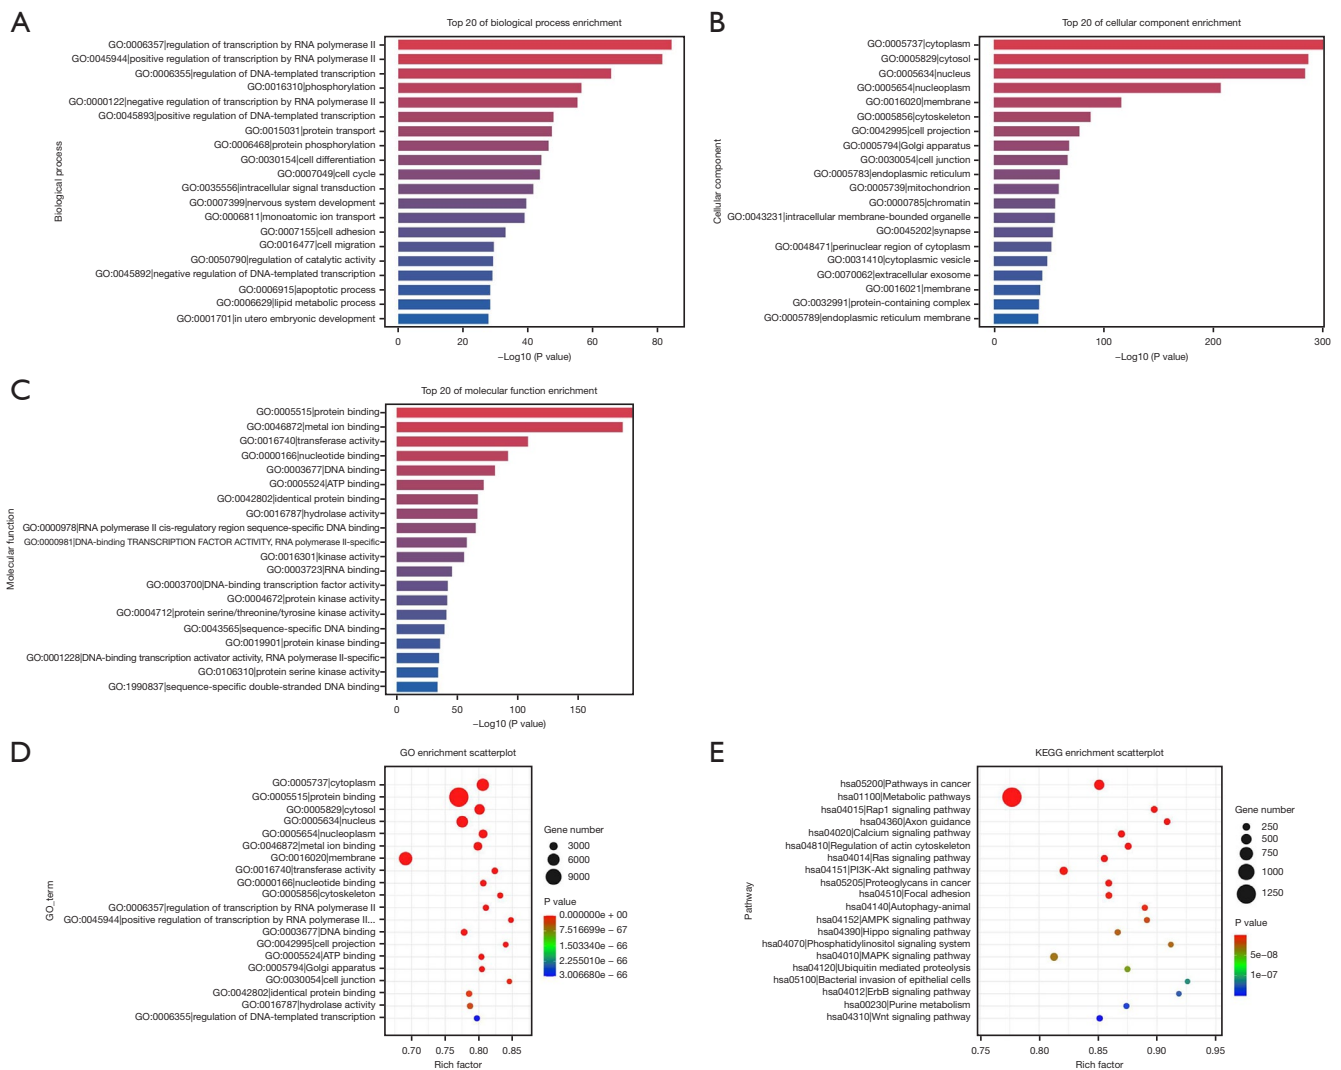 A
Top 20 of biological process enrichment
GO:0006357|regulation of transcription by RNA polymerase II
GO:0045944|positive regulation of transcription by RNA polymerase II
GO:0006355|regulation of DNA-templated transcription
GO:0016310|phosphorylation
GO:0000122|negative regulation of transcription by RNA polymerase II
GO:0045893|positive regulation of DNA-templated transcription
GO:0015031|protein transport
GO:0006468|protein phosphorylation
GO:0030154|cell differentiation
GO:0007049|cell cycle
GO:0035556|intracellular signal transduction
GO:0007399|nervous system development
GO:0006811|monoatomic ion transport
GO:0007155|cell adhesion
GO:0016477|cell migration
GO:0050790|regulation of catalytic activity
GO:0045892|negative regulation of DNA-templated transcription
GO:0006915|apoptotic process
GO:0006629|lipid metabolic process
GO:0001701|in utero embryonic development
Biological process
0 20 40 60 80
−Log10 (P value)
B
Top 20 of cellular component enrichment
GO:0005737|cytoplasm
GO:0005829|cytosol
GO:0005634|nucleus
GO:0005654|nucleoplasm
GO:0016020|membrane
GO:0005856|cytoskeleton
GO:0042995|cell projection
GO:0005794|Golgi apparatus
GO:0030054|cell junction
GO:0005783|endoplasmic reticulum
GO:0005739|mitochondrion
GO:0000785|chromatin
GO:0043231|intracellular membrane-bounded organelle
GO:0045202|synapse
GO:0048471|perinuclear region of cytoplasm
GO:0031410|cytoplasmic vesicle
GO:0070062|extracellular exosome
GO:0016021|membrane
GO:0032991|protein-containing complex
GO:0005789|endoplasmic reticulum membrane
Cellular component
0 100 200 300
−Log10 (P value)
C
Top 20 of molecular function enrichment
GO:0005515|protein binding
GO:0046872|metal ion binding
GO:0016740|transferase activity
GO:0000166|nucleotide binding
GO:0003677|DNA binding
GO:0005524|ATP binding
GO:0042802|identical protein binding
GO:0016787|hydrolase activity
GO:0000978|RNA polymerase II cis-regulatory region sequence-specific DNA binding
GO:0000981|DNA-binding TRANSCRIPTION FACTOR ACTIVITY, RNA polymerase II-specific
GO:0016301|kinase activity
GO:0003723|RNA binding
GO:0003700|DNA-binding transcription factor activity
GO:0004672|protein kinase activity
GO:0004712|protein serine/threonine/tyrosine kinase activity
GO:0043565|sequence-specific DNA binding
GO:0019901|protein kinase binding
GO:0001228|DNA-binding transcription activator activity, RNA polymerase II-specific
GO:0106310|protein serine kinase activity
GO:1990837|sequence-specific double-stranded DNA binding
Molecular function
0 50 100 150
−Log10 (P value)
D
GO enrichment scatterplot
GO:0005737|cytoplasm
GO:0005515|protein binding
GO:0005829|cytosol
GO:0005634|nucleus
GO:0005654|nucleoplasm
GO:0046872|metal ion binding
GO:0016020|membrane
GO:0016740|transferase activity
GO:0000166|nucleotide binding
GO:0005856|cytoskeleton
GO:0006357|regulation of transcription by RNA polymerase II
GO:0045944|positive regulation of transcription by RNA polymerase II...
GO:0003677|DNA binding
GO:0042995|cell projection
GO:0005524|ATP binding
GO:0005794|Golgi apparatus
GO:0030054|cell junction
GO:0042802|identical protein binding
GO:0016787|hydrolase activity
GO:0006355|regulation of DNA-templated transcription
GO_term
0.70 0.75 0.80 0.85
Rich factor
Gene number
3000
6000
9000
P value
0.000000e + 00
7.516699e − 67
1.503340e − 66
2.255010e − 66
3.006680e − 66
E
KEGG enrichment scatterplot
hsa05200|Pathways in cancer
hsa01100|Metabolic pathways
hsa04015|Rap1 signaling pathway
hsa04360|Axon guidance
hsa04020|Calcium signaling pathway
hsa04810|Regulation of actin cytoskeleton
hsa04014|Ras signaling pathway
hsa04151|PI3K-Akt signaling pathway
hsa05205|Proteoglycans in cancer
hsa04510|Focal adhesion
hsa04140|Autophagy-animal
hsa04152|AMPK signaling pathway
hsa04390|Hippo signaling pathway
hsa04070|Phosphatidylinositol signaling system
hsa04010|MAPK signaling pathway
hsa04120|Ubiquitin mediated proteolysis
hsa05100|Bacterial invasion of epithelial cells
hsa04012|ErbB signaling pathway
hsa00230|Purine metabolism
hsa04310|Wnt signaling pathway
Pathway
0.75 0.80 0.85 0.90 0.95
Rich factor
Gene number
250
500
750
1000
1250
P value
5e−08
1e−07